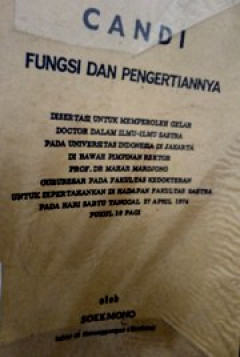 CANDI
FUNGSI DAN PENGERTIANNYA
DISERTASI UNTUK MEMPEROLEH GELAR
DOCTOR DALAM ILMU-ILMU SASTRA
PADA UNIVERSITAS INDONESIA DI JAKARTA
DI BAWAH PIMPINAN REKTOR
PROF. DR MAHAR MARDJONO
GURUBESAR PADA FAKULTAS KEDOKTERAN
UNTUK DIPERTAHANKAN DI HADAPAN FAKULTAS SASTRA
PADA HARI SABTU TANGGAL 27 APRIL 1974
PUKUL 10 PAGI
oleh
SOEKMONO
lahir di